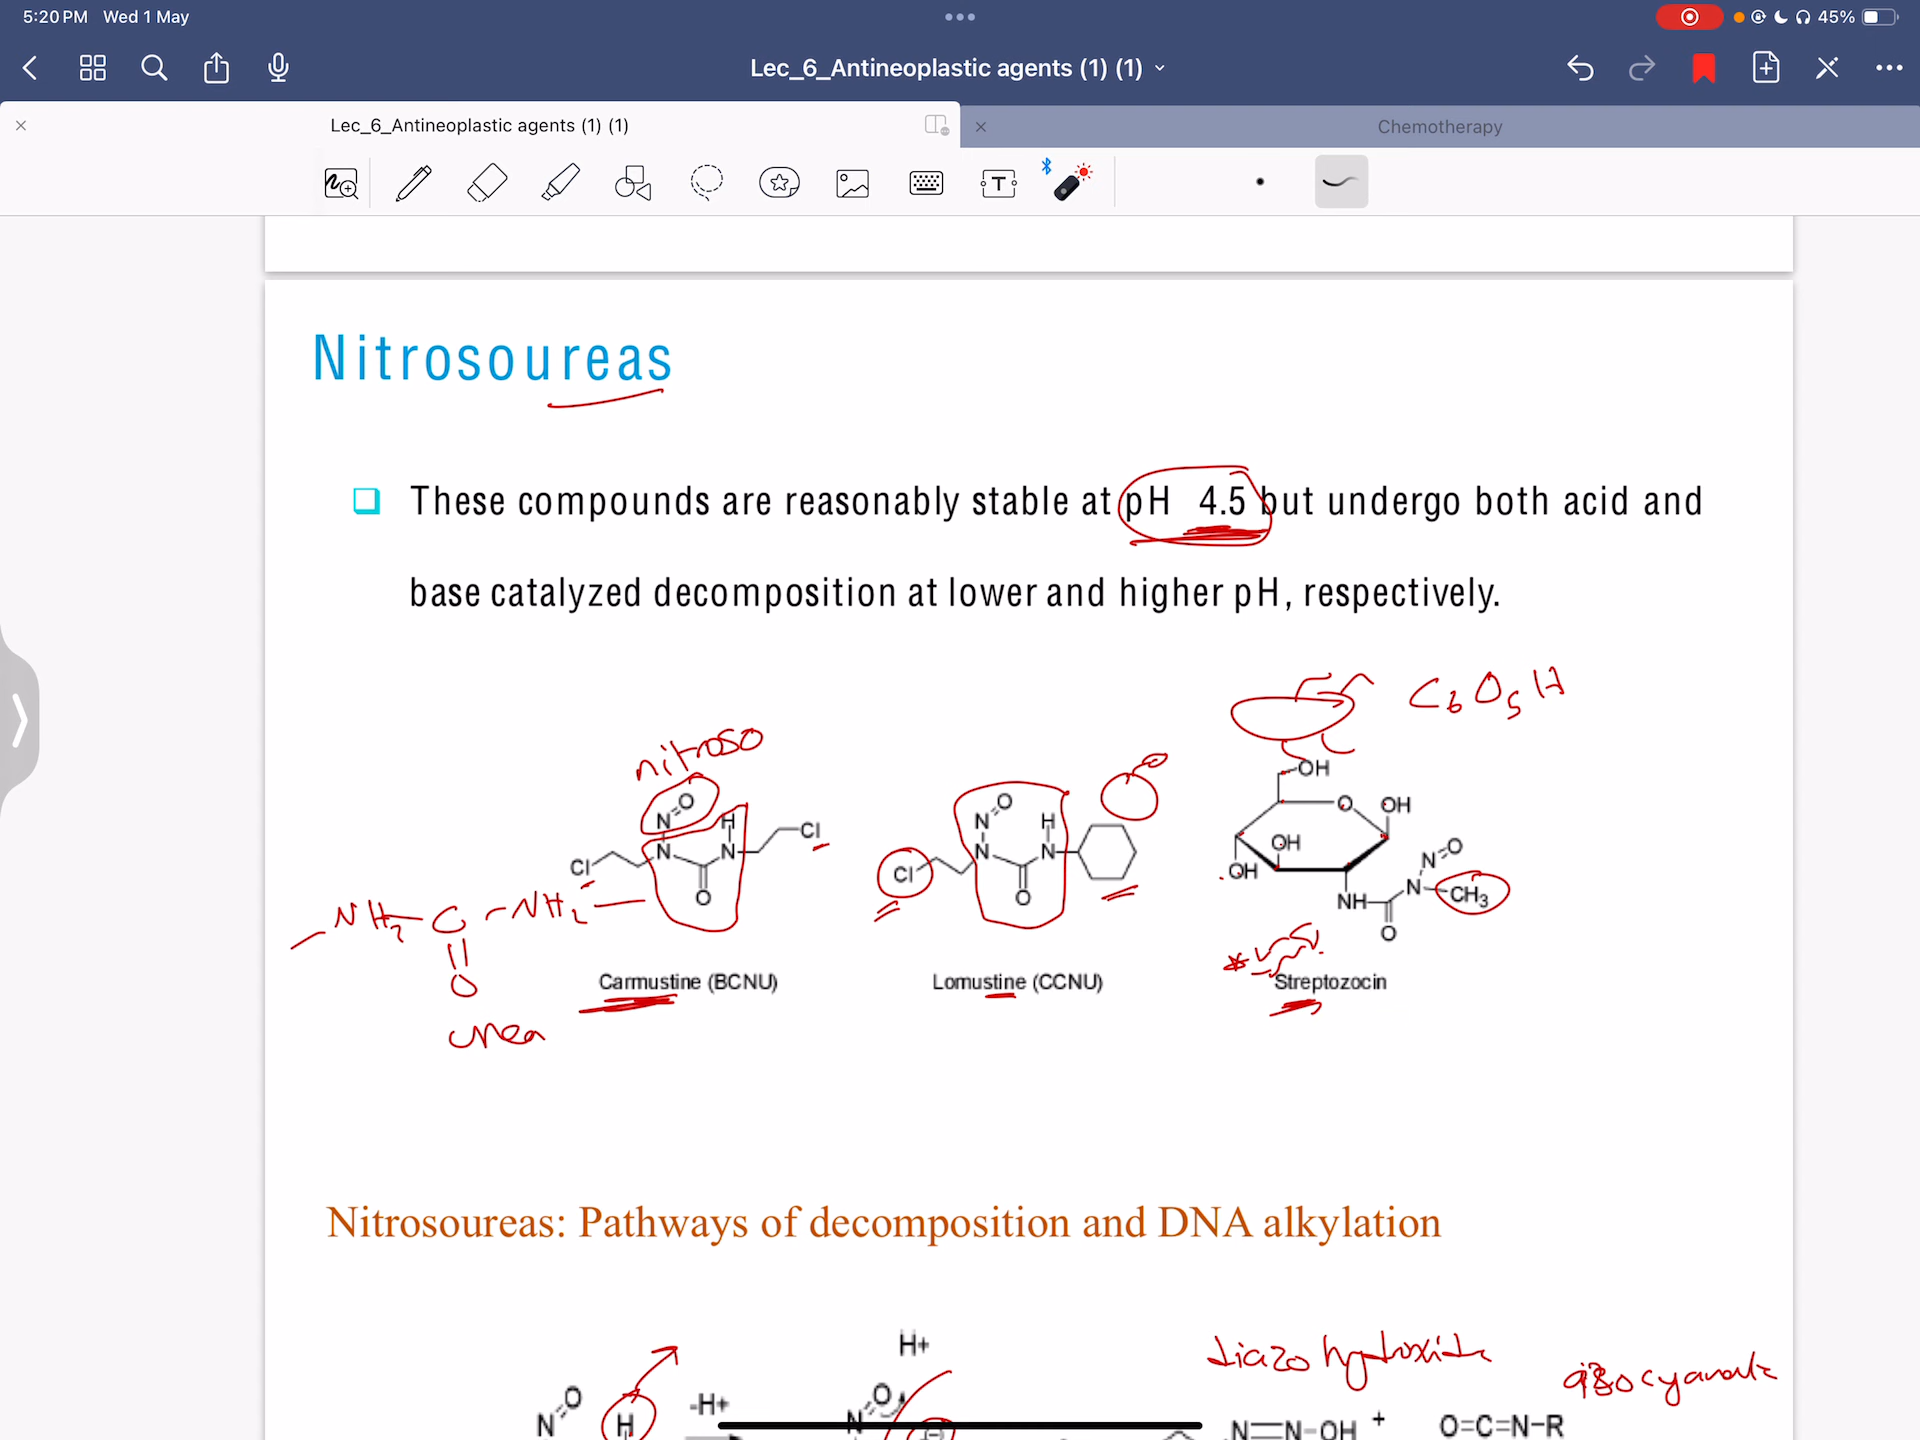 5:20 PM Wed 1 May
45%
Lec_6_Antineoplastic agents (1) (1)
Lec_6_Antineoplastic agents (1) (1)
Chemotherapy
T
Nitrosoureas
These compounds are reasonably stable at pH 4.5 but undergo both acid and
base catalyzed decomposition at lower and higher pH, respectively.
C6O5H
nitroso
OH
N=O
N=O
O OH
H
H
Cl
OH
N
N
N
N
N=O
Cl
Cl
OH
O
O
NH
N
CH3
O
NH2-C-NH2
O
urea
Carmustine (BCNU)
Lomustine (CCNU)
Streptozocin
Nitrosoureas: Pathways of decomposition and DNA alkylation
H+
diazo hydroxide
isocyanate
N=O
H
-H+
N=O
N=N-OH + O=C=N-R